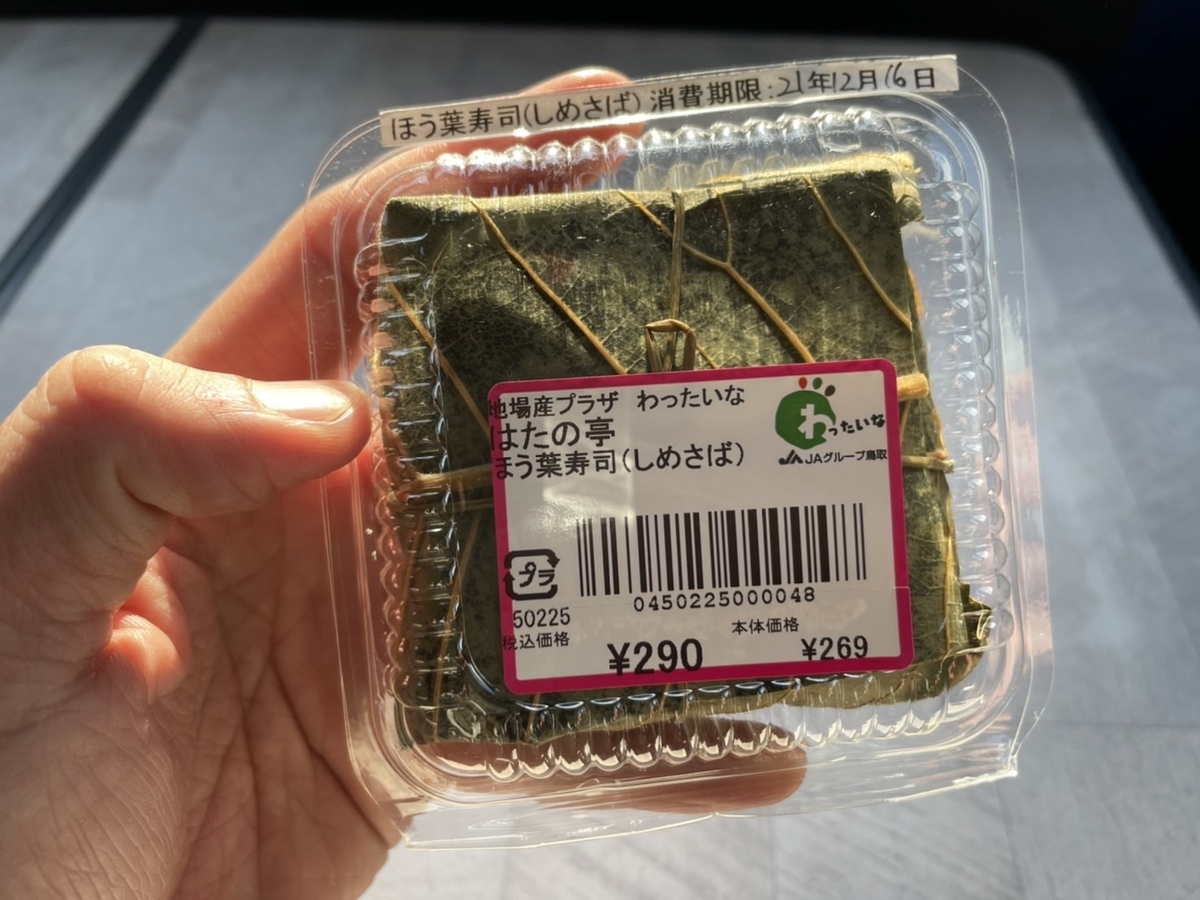 ほう葉寿司(しめさば) 消費期限:21年12月16日
地場産プラザ わったいな
はたの亭
ほう葉寿司(しめさば)
わったいな
JAグループ鳥取
プラ
0450225000048
50225
税込価格 ¥290
本体価格 ¥269